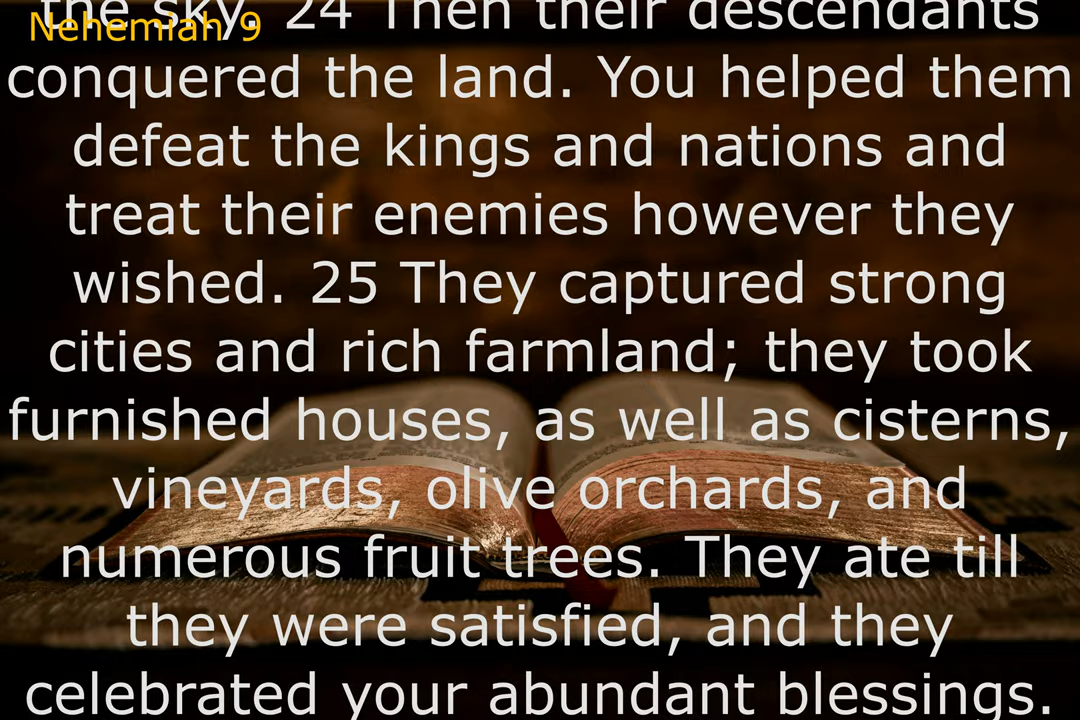 the sky. 24 Then their descendants
Nehemiah 9
conquered the land. You helped them
defeat the kings and nations and
treat their enemies however they
wished. 25 They captured strong
cities and rich farmland; they took
furnished houses, as well as cisterns,
vineyards, olive orchards, and
numerous fruit trees. They ate till
they were satisfied, and they
celebrated your abundant blessings.